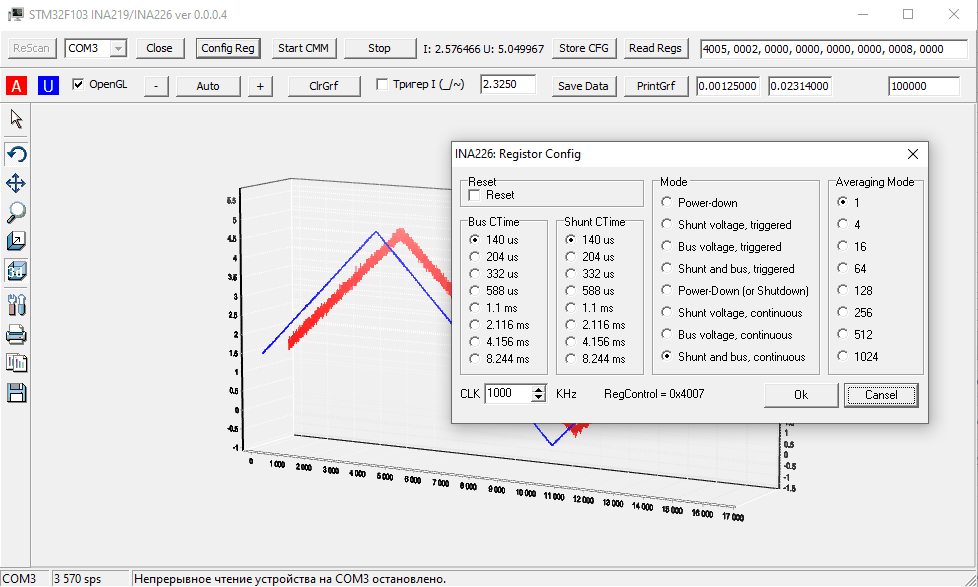 STM32F103 INA219/INA226 ver 0.0.0.4
ReScan COM3 Close Config Reg Start CMM Stop I: 2.576466 U: 5.049967 Store CFG Read Regs 4005, 0002, 0000, 0000, 0000, 0000, 0008, 0000
A U OpenGL - Auto + ClrGrf Тригер I (_/~) 2.3250 Save Data PrintGrf 0.00125000 0.02314000 100000
INA226: Registor Config
Reset
Reset
Bus CTime
140 us
204 us
332 us
588 us
1.1 ms
2.116 ms
4.156 ms
8.244 ms
Shunt CTime
140 us
204 us
332 us
588 us
1.1 ms
2.116 ms
4.156 ms
8.244 ms
Mode
Power-down
Shunt voltage, triggered
Bus voltage, triggered
Shunt and bus, triggered
Power-Down (or Shutdown)
Shunt voltage, continuous
Bus voltage, continuous
Shunt and bus, continuous
Averaging Mode
1
4
16
64
128
256
512
1024
CLK 1000 KHz RegControl = 0x4007 Ok Cansel
5.5
5
4.5
4
3.5
3
2.5
2
1.5
1
0.5
0
-0.5
-1
1
0.5
0
-0.5
-1
-1.5
0 1 000 2 000 3 000 4 000 5 000 6 000 7 000 8 000 9 000 10 000 11 000 12 000 13 000 14 000 15 000 16 000 17 000
COM3 3 570 sps Непрерывное чтение устройства на COM3 остановлено.